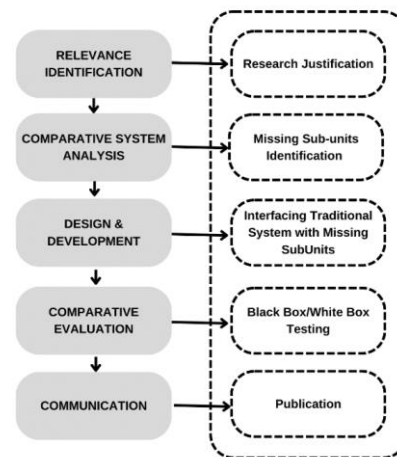 RELEVANCE
IDENTIFICATION
Research Justification
COMPARATIVE SYSTEM
ANALYSIS
Missing Sub-units
Identification
DESIGN &
DEVELOPMENT
Interfacing Traditional
System with Missing
SubUnits
COMPARATIVE
EVALUATION
Black Box/White Box
Testing
COMMUNICATION
Publication